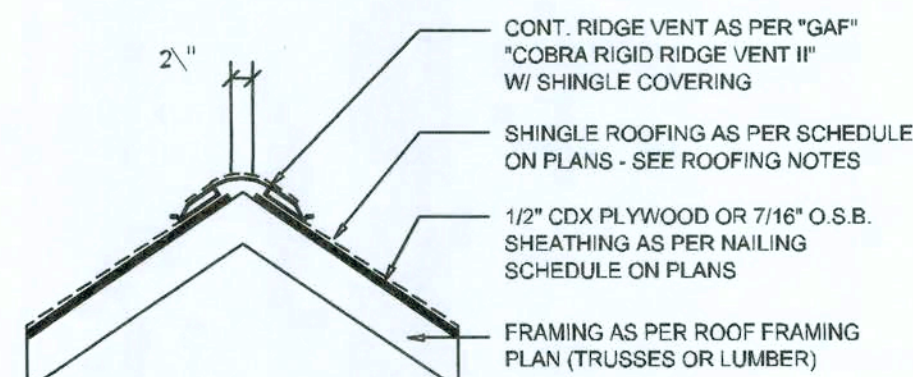 2\"
CONT. RIDGE VENT AS PER "GAF"
"COBRA RIGID RIDGE VENT II"
W/ SHINGLE COVERING
SHINGLE ROOFING AS PER SCHEDULE
ON PLANS - SEE ROOFING NOTES
1/2" CDX PLYWOOD OR 7/16" O.S.B.
SHEATHING AS PER NAILING
SCHEDULE ON PLANS
FRAMING AS PER ROOF FRAMING
PLAN (TRUSSES OR LUMBER)